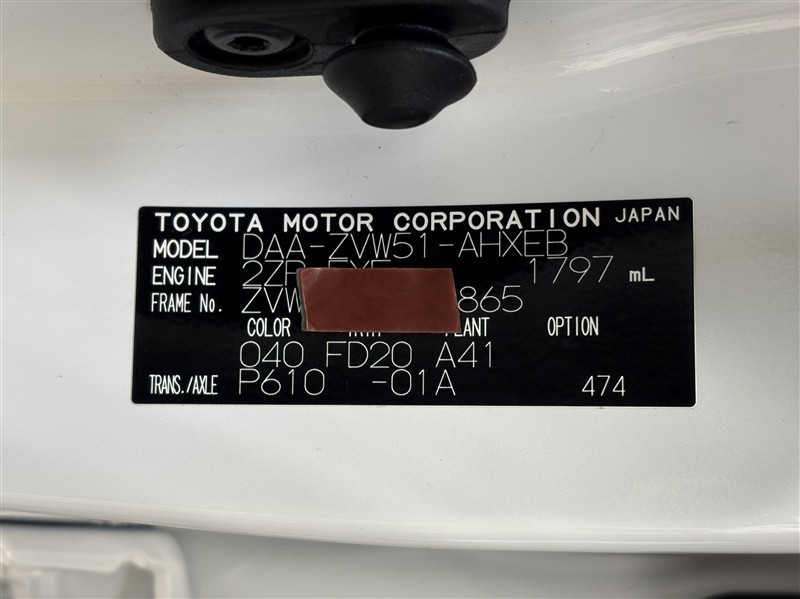 TOYOTA MOTOR CORPORATION JAPAN
MODEL DAA-ZVW51-AHXEB
ENGINE 1797 mL
FRAME No. ZVW 865
COLOR OPTION
040 FD20 A41
TRANS./AXLE P610 -01A 474